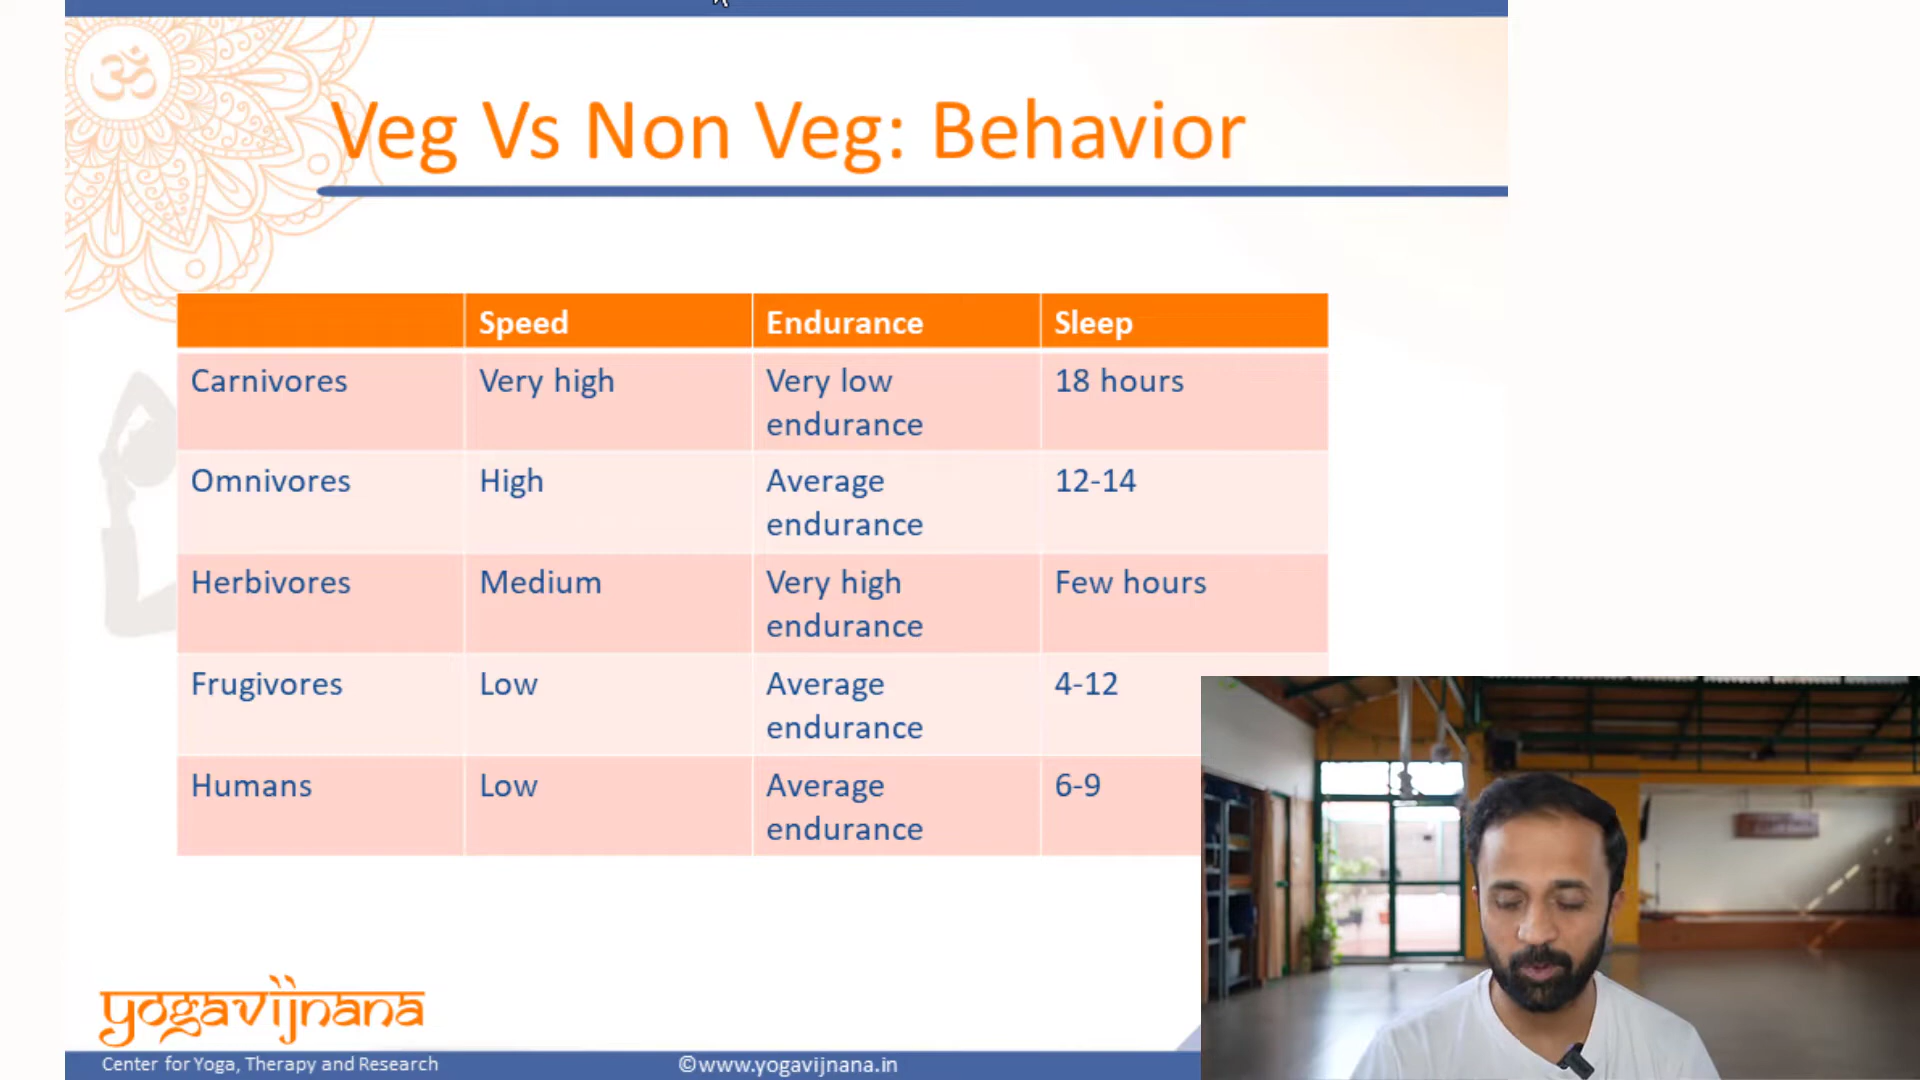 ॐ
Veg Vs Non Veg: Behavior
Speed Endurance Sleep
Carnivores Very high Very low endurance 18 hours
Omnivores High Average endurance 12-14
Herbivores Medium Very high endurance Few hours
Frugivores Low Average endurance 4-12
Humans Low Average endurance 6-9
yogavijnana
Center for Yoga, Therapy and Research
©www.yogavijnana.in